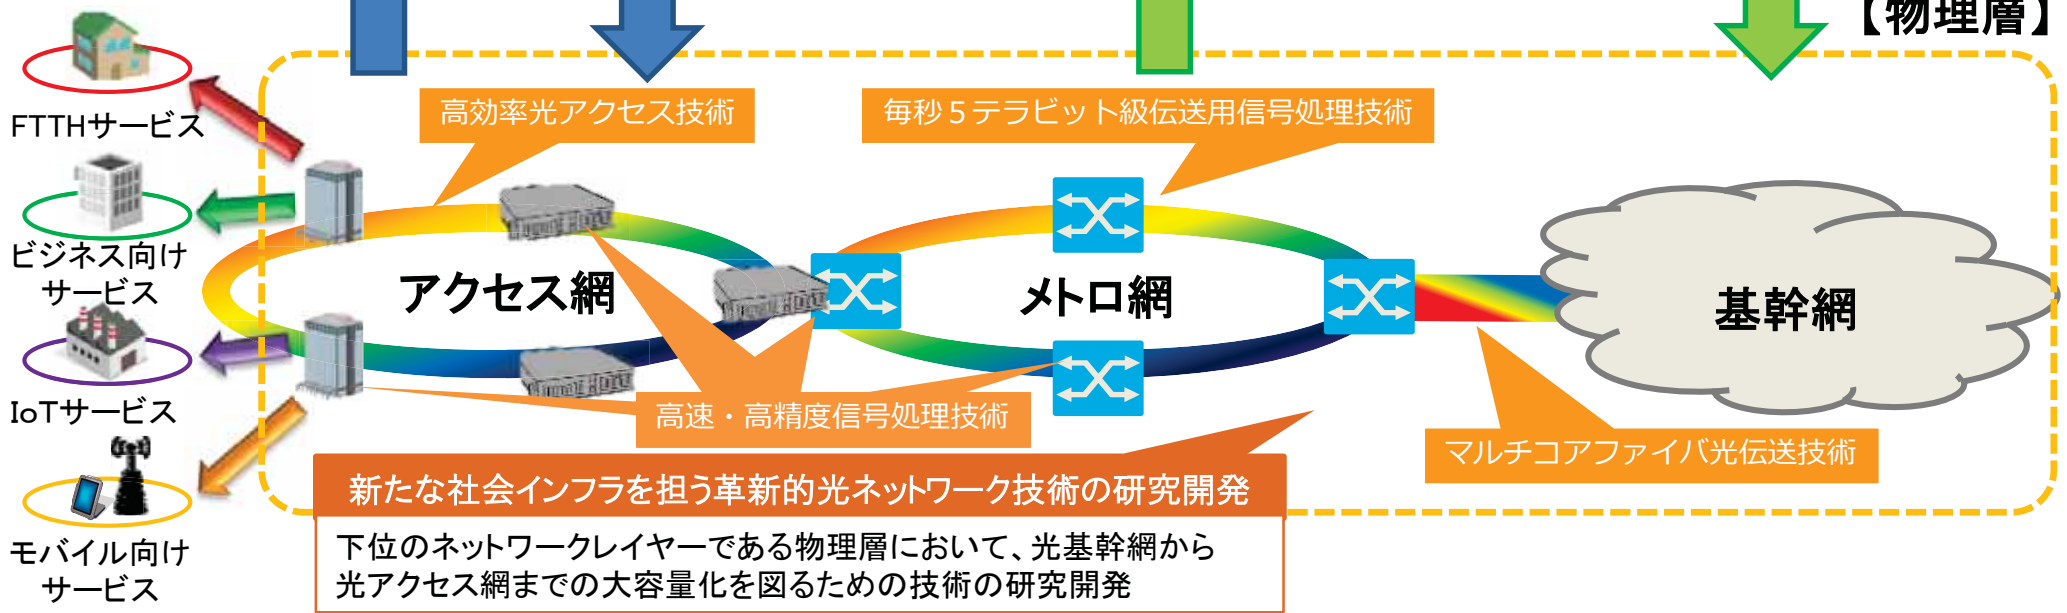 【物理層】
FTTHサービス
高効率光アクセス技術
毎秒５テラビット級伝送用信号処理技術
ビジネス向け
サービス
アクセス網
メトロ網
基幹網
IoTサービス
高速・高精度信号処理技術
マルチコアファイバ光伝送技術
モバイル向け
サービス
新たな社会インフラを担う革新的光ネットワーク技術の研究開発
下位のネットワークレイヤーである物理層において、光基幹網から
光アクセス網までの大容量化を図るための技術の研究開発